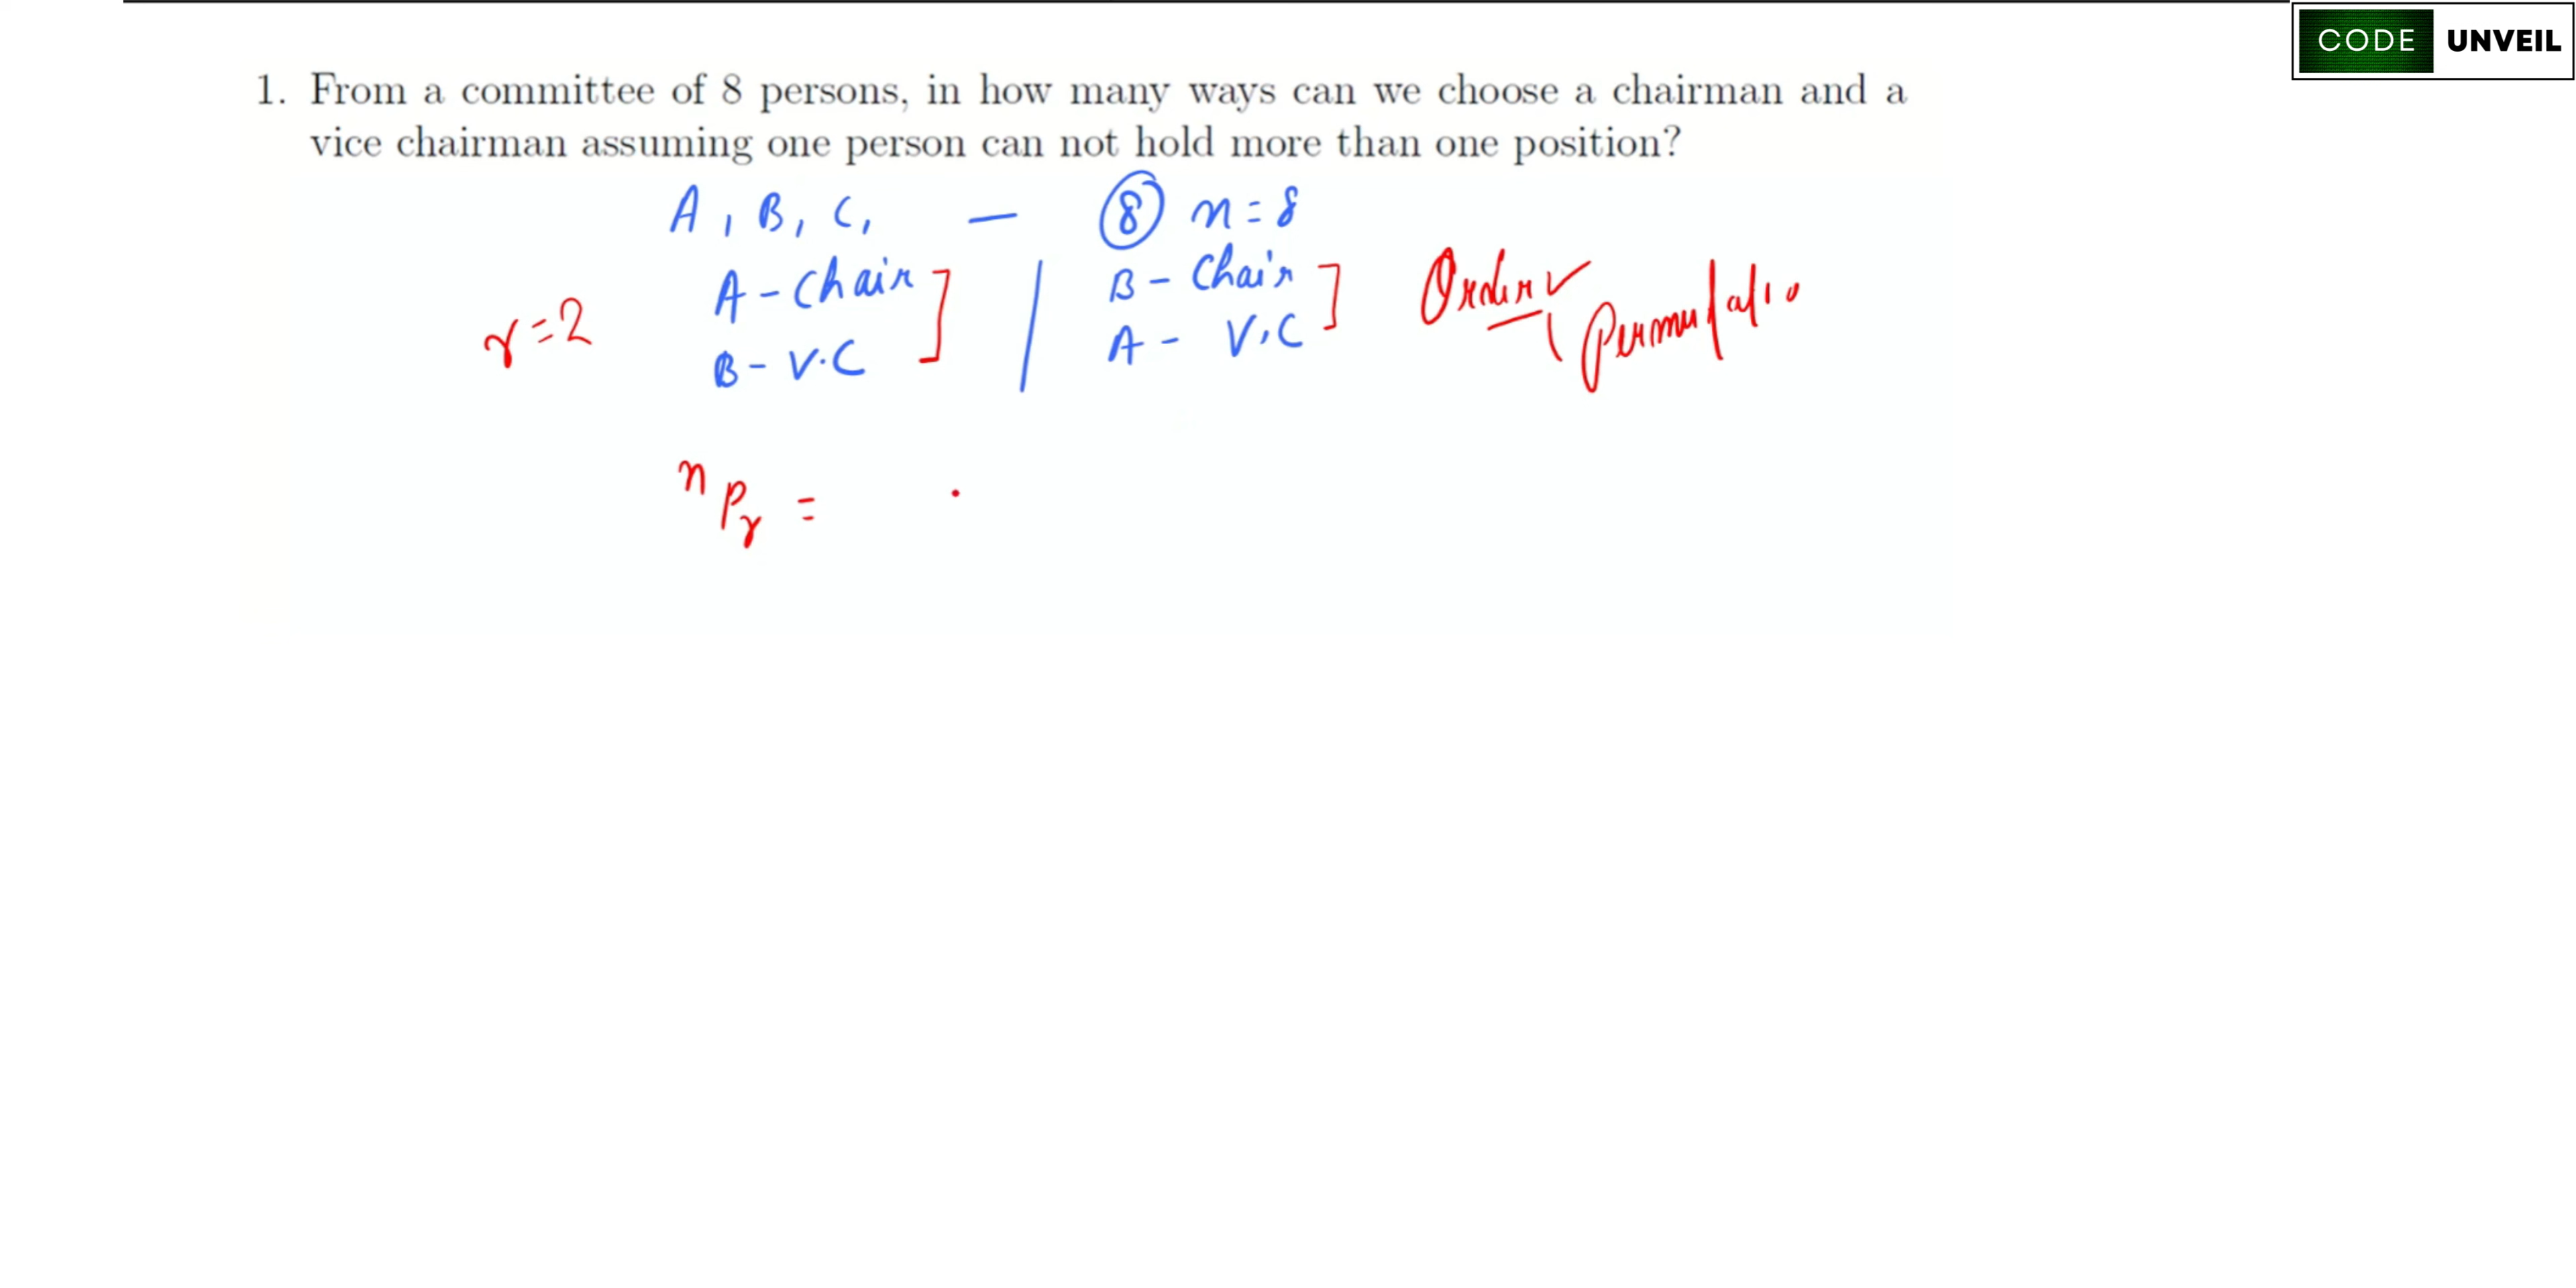 CODE UNVEIL
1. From a committee of 8 persons, in how many ways can we choose a chairman and a
vice chairman assuming one person can not hold more than one position?
A, B, C, — 8 n = 8
A - Chair ] / B - Chair ] Order ✓
r = 2 B - V.C A - V.C ( Permutatio
nPr = .